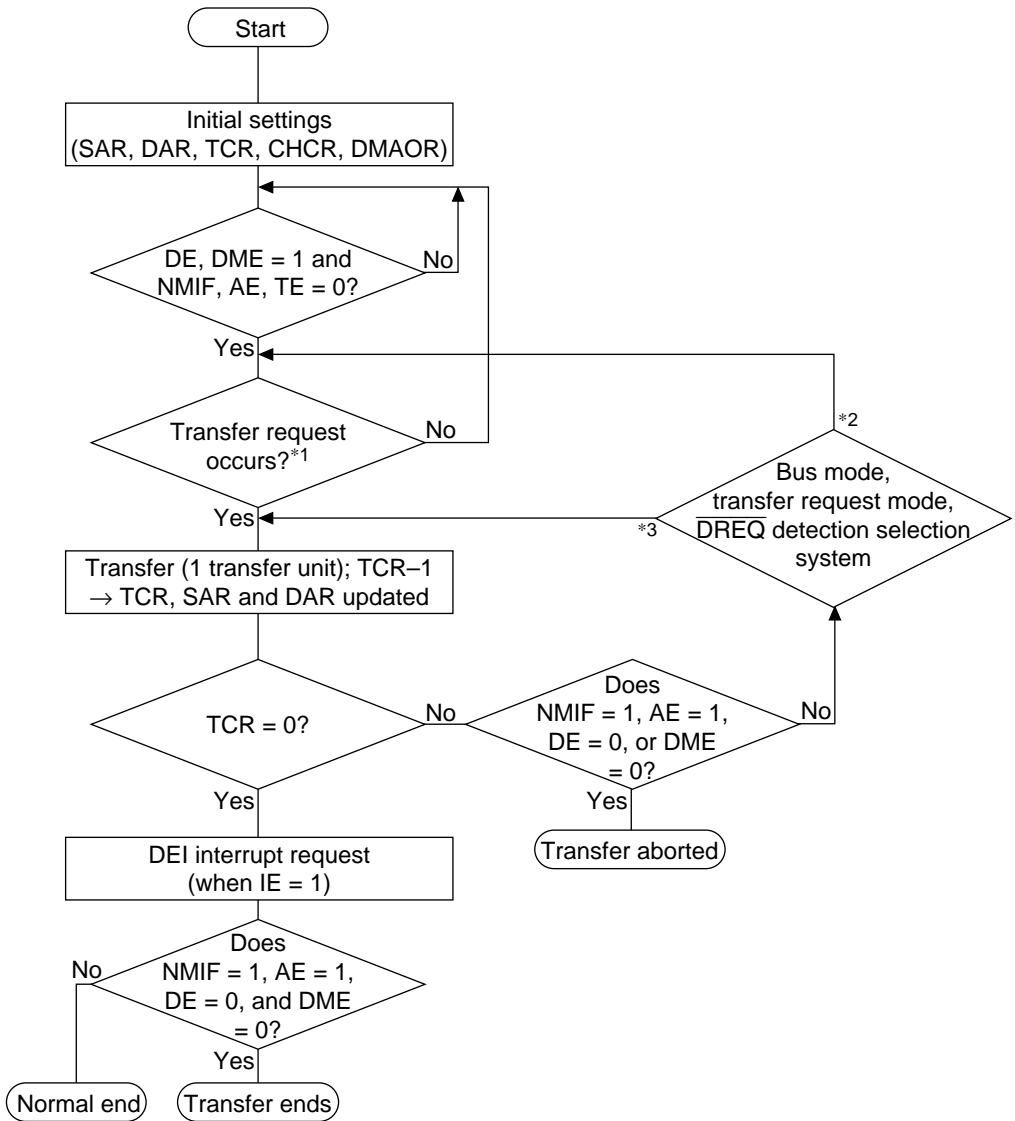 Start
Initial settings
(SAR, DAR, TCR, CHCR, DMAOR)
DE, DME = 1 and
NMIF, AE, TE = 0?
No
Yes
Transfer request
occurs?*1
No
Yes
*2
Bus mode,
transfer request mode,
DREQ detection selection
system
*3
Transfer (1 transfer unit); TCR–1
→ TCR, SAR and DAR updated
TCR = 0?
No
Yes
Does
NMIF = 1, AE = 1,
DE = 0, or DME
= 0?
No
Yes
Transfer aborted
DEI interrupt request
(when IE = 1)
Does
NMIF = 1, AE = 1,
DE = 0, and DME
= 0?
No
Yes
Normal end
Transfer ends